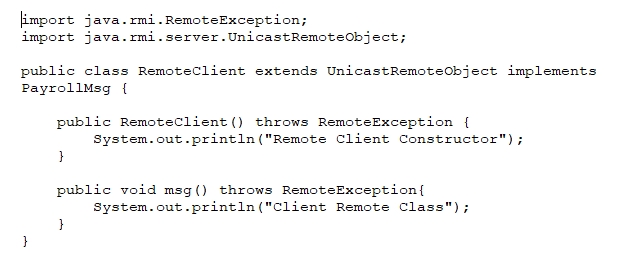 import java.rmi.RemoteException;
import java.rmi.server.UnicastRemoteObject;

public class RemoteClient extends UnicastRemoteObject implements
PayrollMsg {

    public RemoteClient() throws RemoteException {
        System.out.println("Remote Client Constructor");
    }

    public void msg() throws RemoteException{
        System.out.println("Client Remote Class");
    }
}